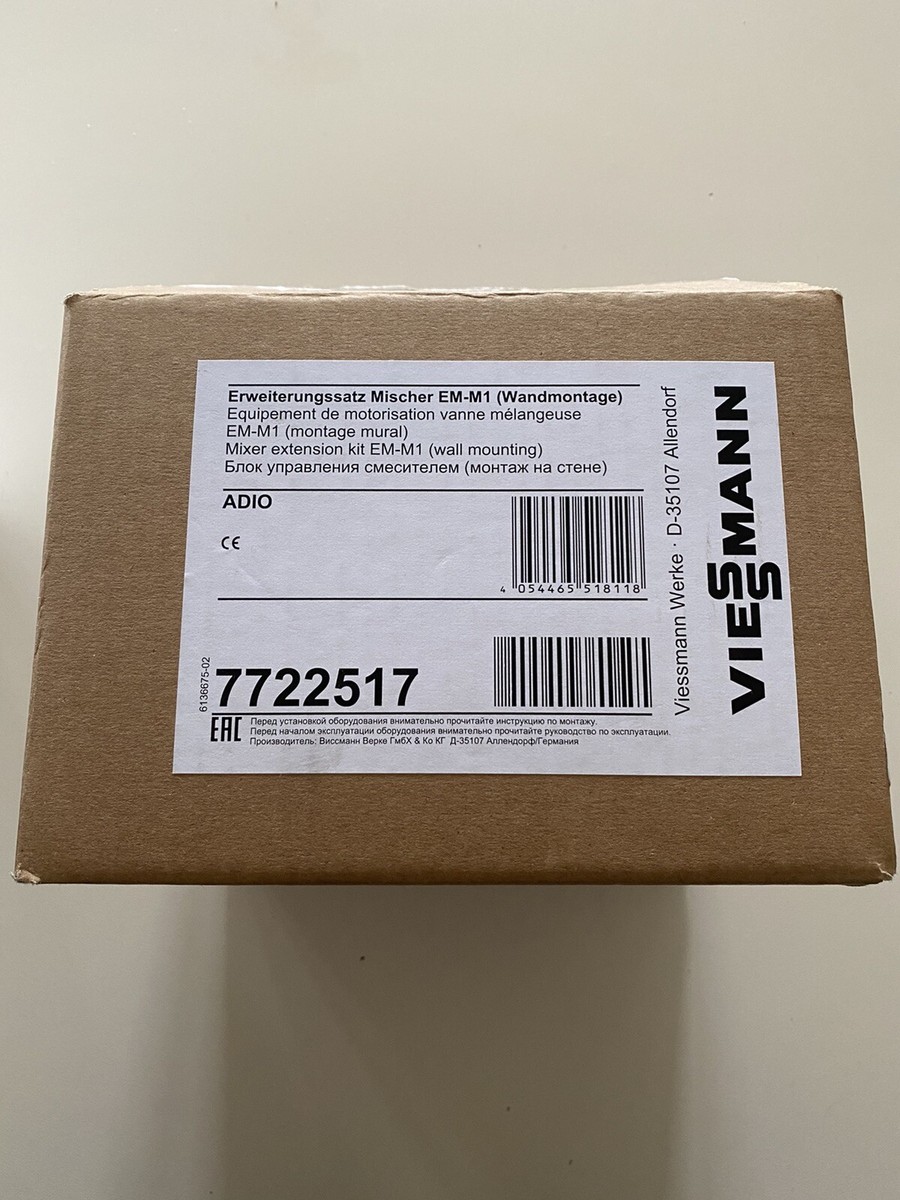 Erweiterungssatz Mischer EM-M1 (Wandmontage)
Equipement de motorisation vanne mélangeuse
EM-M1 (montage mural)
Mixer extension kit EM-M1 (wall mounting)
Блок управления смесителем (монтаж на стене)
ADIO
CE
4 054465 518118
6136675-02
7722517
EAC
Перед установкой оборудования внимательно прочитайте инструкцию по монтажу.
Перед началом эксплуатации оборудования внимательно прочитайте руководство по эксплуатации.
Производитель: Виссманн Верке ГмбХ & Ко КГ Д-35107 Аллендорф/Германия
Viessmann Werke · D-35107 Allendorf
VIESSMANN